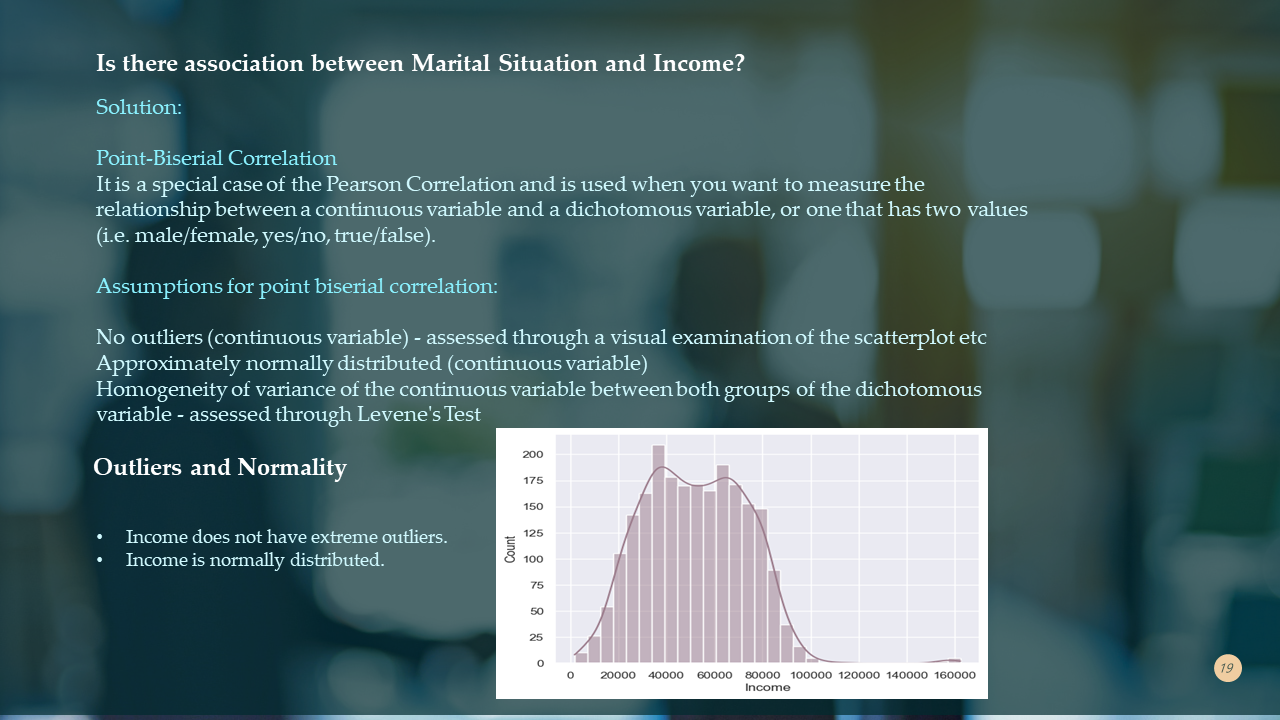 Is there association between Marital Situation and Income?
Solution:
Point-Biserial Correlation
It is a special case of the Pearson Correlation and is used when you want to measure the
relationship between a continuous variable and a dichotomous variable, or one that has two values
(i.e. male/female, yes/no, true/false).
Assumptions for point biserial correlation:
No outliers (continuous variable) - assessed through a visual examination of the scatterplot etc
Approximately normally distributed (continuous variable)
Homogeneity of variance of the continuous variable between both groups of the dichotomous
variable - assessed through Levene's Test
Outliers and Normality
• Income does not have extreme outliers.
• Income is normally distributed.
200
175
150
125
100
75
50
25
0
Count
0 20000 40000 60000 80000 100000 120000 140000 160000
Income
19